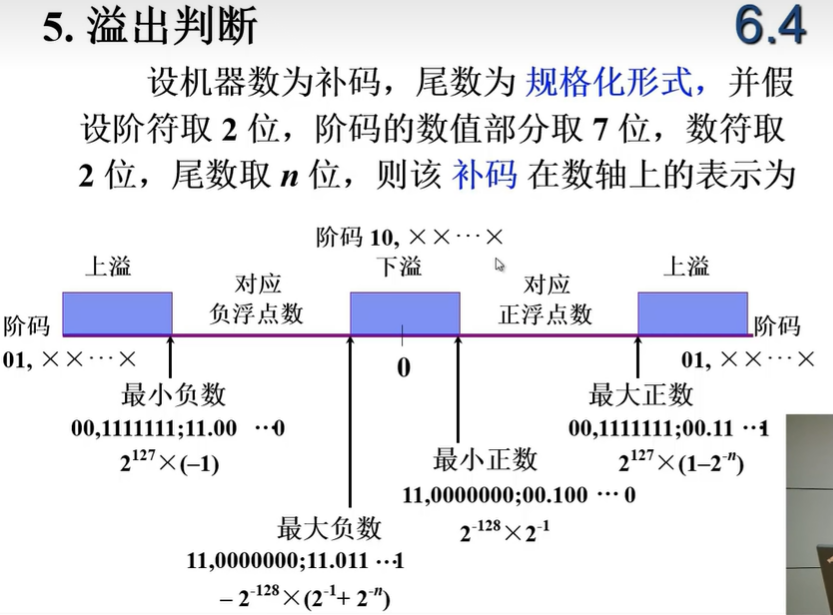 5. 溢出判断
6.4
设机器数为补码，尾数为 规格化形式，并假
设阶符取 2 位，阶码的数值部分取 7 位，数符取
2 位，尾数取 n 位，则该 补码 在数轴上的表示为
阶码 10, ××···×
上溢
下溢
上溢
对应
负浮点数
对应
正浮点数
阶码
01, ××···×
阶码
01, ××···×
0
最小负数
00,1111111;11.00 ···0
2¹²⁷×(–1)
最大正数
00,1111111;00.11 ···1
2¹²⁷×(1–2⁻ⁿ)
最小正数
11,0000000;00.100 ··· 0
2⁻¹²⁸×2⁻¹
最大负数
11,0000000;11.011 ···1
– 2⁻¹²⁸×(2⁻¹+ 2⁻ⁿ)